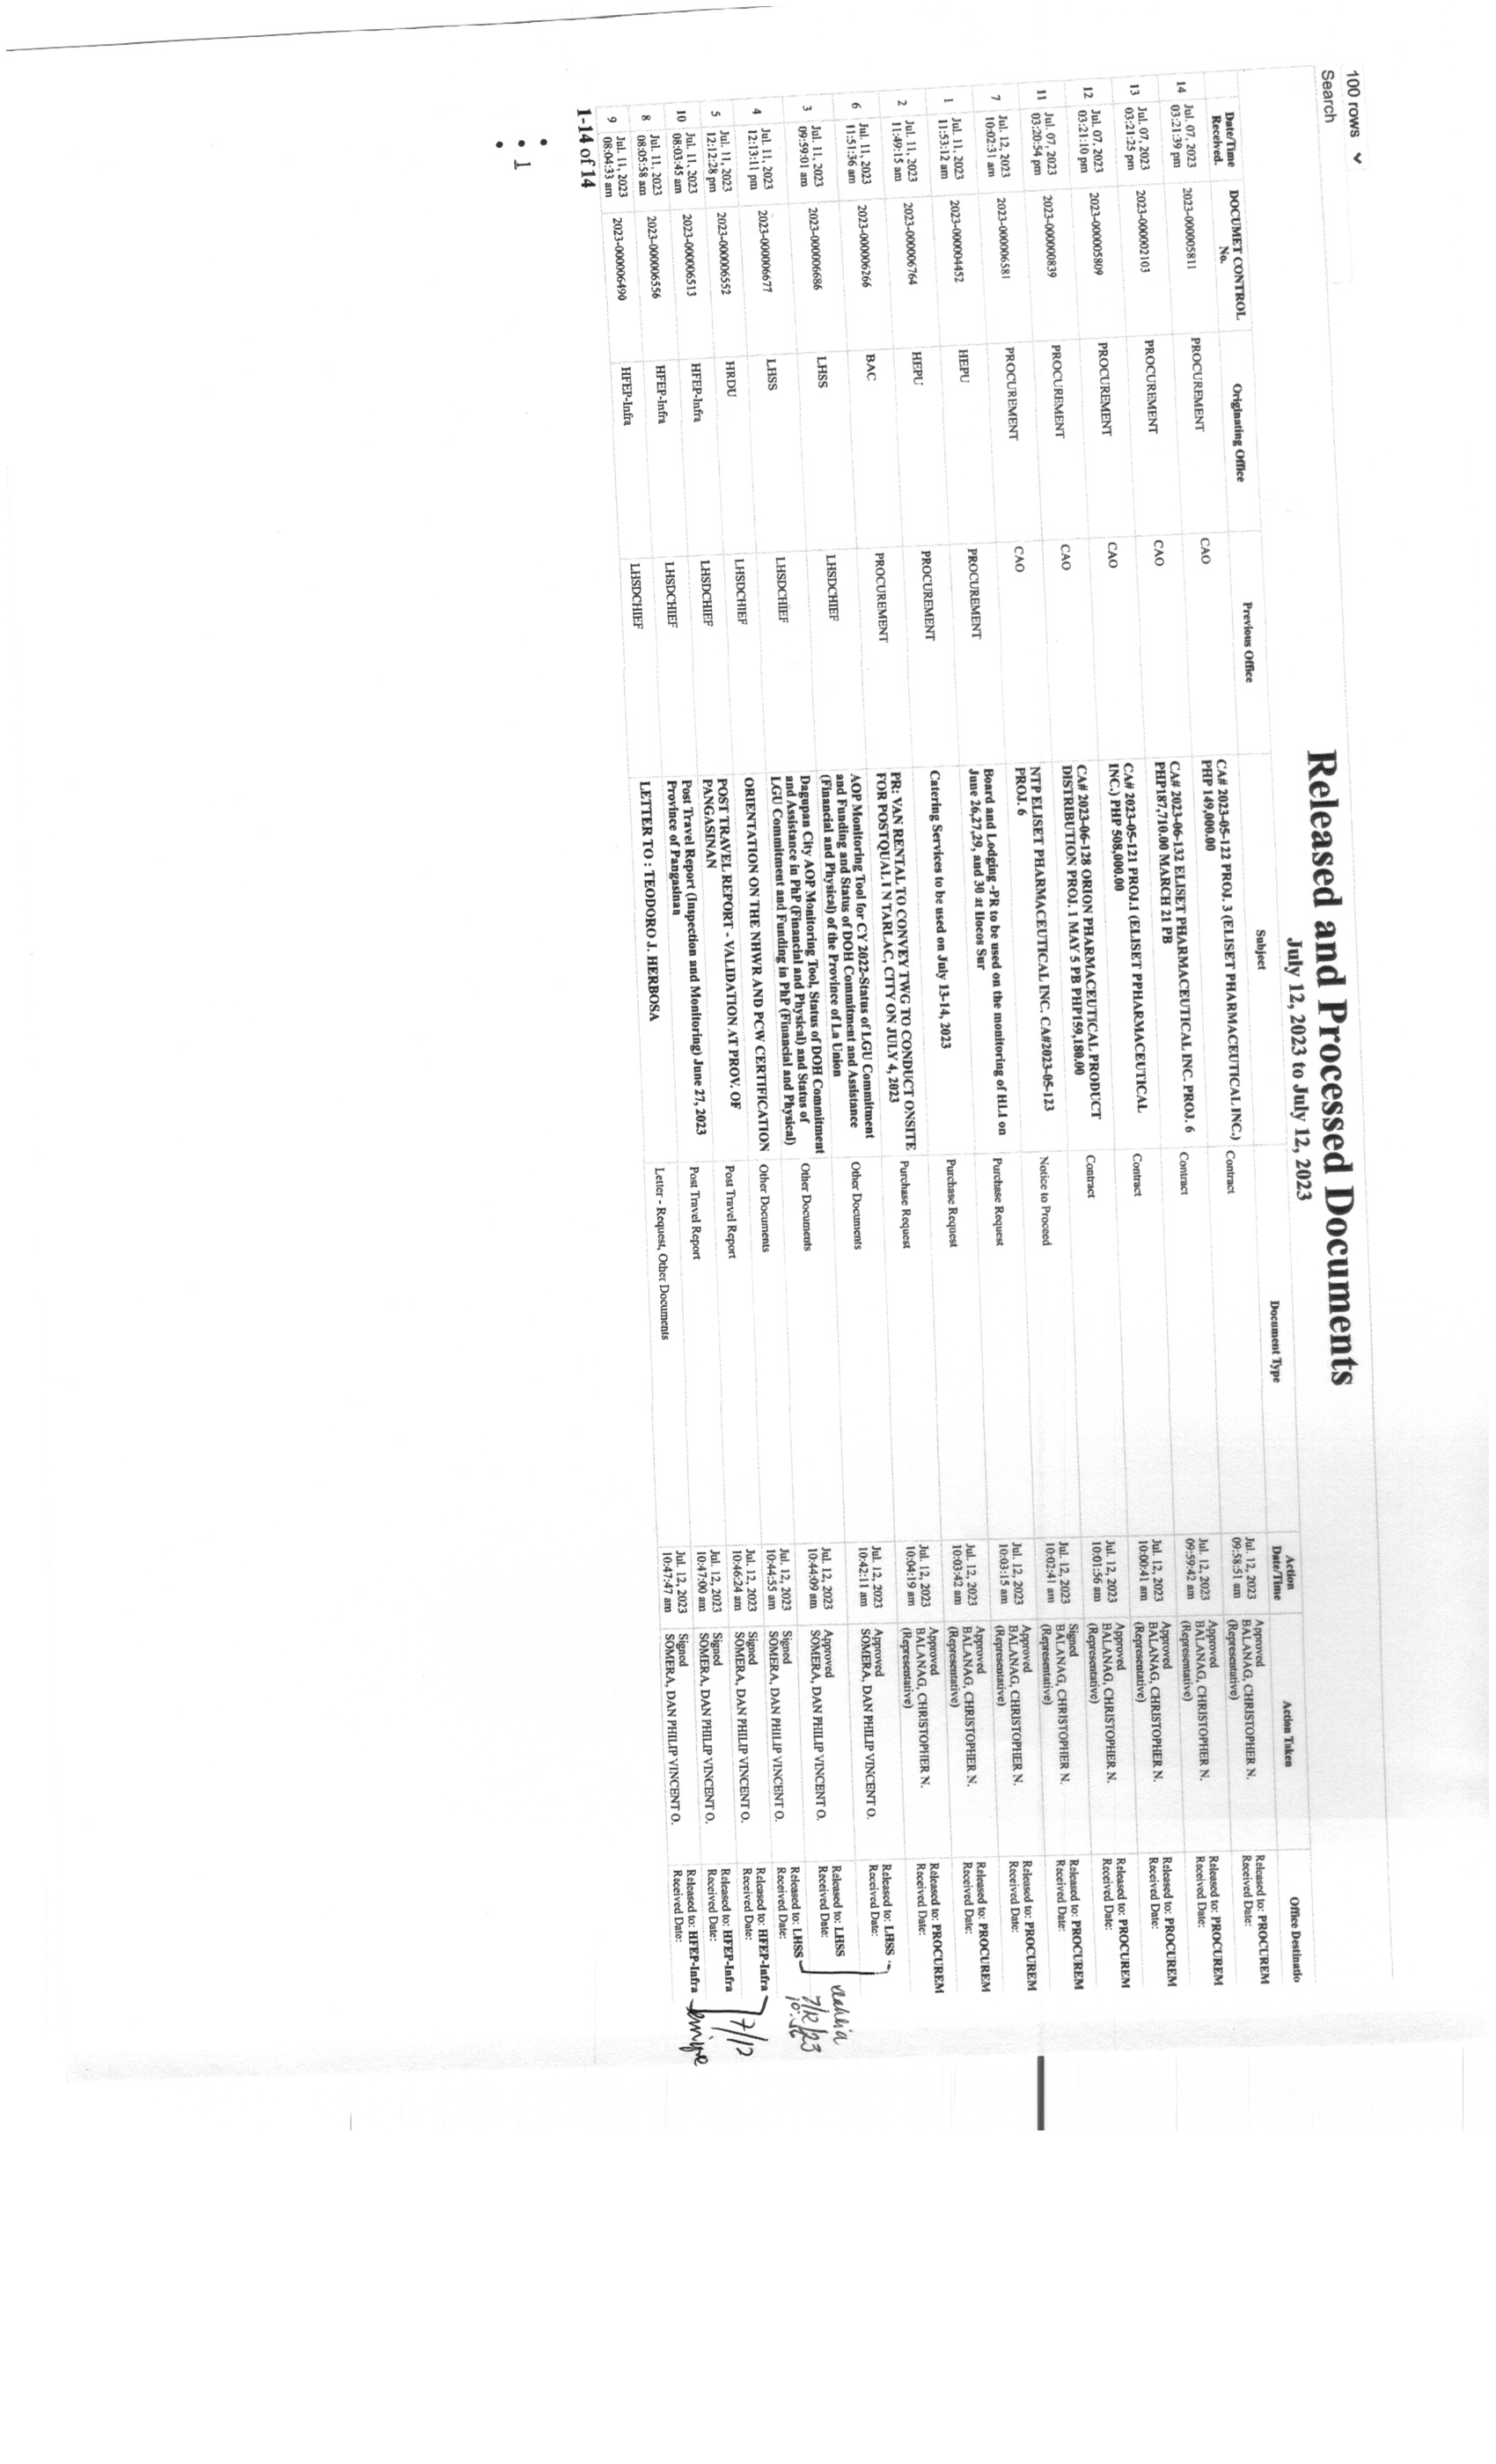 100 rows
Search
Released and Processed Documents
July 12, 2023 to July 12, 2023
Date/Time Received. DOCUMET CONTROL No. Originating Office Previous Office Subject Document Type Action Date/Time Action Taken Office Destinatio
14 Jul. 07, 2023 03:21:39 pm 2023-000005811 PROCUREMENT CAO CA# 2023-05-122 PROJ. 3 (ELISET PHARMACEUTICAL INC.) PHP 149,000.00 Contract Jul. 12, 2023 09:58:51 am Approved BALANAG, CHRISTOPHER N. (Representative) Released to: PROCUREM Received Date:
13 Jul. 07, 2023 03:21:25 pm 2023-000002103 PROCUREMENT CAO CA# 2023-06-132 ELISET PHARMACEUTICAL INC. PROJ. 6 PHP187,710.00 MARCH 21 PB Contract Jul. 12, 2023 09:59:42 am Approved BALANAG, CHRISTOPHER N. (Representative) Released to: PROCUREM Received Date:
12 Jul. 07, 2023 03:21:10 pm 2023-000005809 PROCUREMENT CAO CA# 2023-05-121 PROJ.1 (ELISET PPHARMACEUTICAL INC.) PHP 508,000.00 Contract Jul. 12, 2023 10:00:41 am Approved BALANAG, CHRISTOPHER N. (Representative) Released to: PROCUREM Received Date:
11 Jul. 07, 2023 03:20:54 pm 2023-000000839 PROCUREMENT CAO CA# 2023-06-128 ORION PHARMACEUTICAL PRODUCT DISTRIBUTION PROJ. 1 MAY 5 PB PHP159,180.00 Contract Jul. 12, 2023 10:01:56 am Approved BALANAG, CHRISTOPHER N. (Representative) Released to: PROCUREM Received Date:
7 Jul. 12, 2023 10:02:31 am 2023-000006581 PROCUREMENT CAO NTP ELISET PHARMACEUTICAL INC. CA#2023-05-123 PROJ. 6 Notice to Proceed Jul. 12, 2023 10:02:41 am Signed BALANAG, CHRISTOPHER N. (Representative) Released to: PROCUREM Received Date:
1 Jul. 11, 2023 11:53:12 am 2023-000004452 HEPU PROCUREMENT Board and Lodging -PR to be used on the monitoring of HLI on June 26,27,29, and 30 at Ilocos Sur Purchase Request Jul. 12, 2023 10:03:15 am Approved BALANAG, CHRISTOPHER N. (Representative) Released to: PROCUREM Received Date:
2 Jul. 11, 2023 11:49:15 am 2023-000006764 HEPU PROCUREMENT Catering Services to be used on July 13-14, 2023 Purchase Request Jul. 12, 2023 10:03:42 am Approved BALANAG, CHRISTOPHER N. (Representative) Released to: PROCUREM Received Date:
6 Jul. 11, 2023 11:51:36 am 2023-000006266 BAC PROCUREMENT PR: VAN RENTAL TO CONVEY TWG TO CONDUCT ONSITE FOR POSTQUAL I N TARLAC, CITY ON JULY 4, 2023 Purchase Request Jul. 12, 2023 10:04:19 am Approved BALANAG, CHRISTOPHER N. (Representative) Released to: PROCUREM Received Date:
3 Jul. 11, 2023 09:59:01 am 2023-000006686 LHSS LHSDCHIEF AOP Monitoring Tool for CY 2022-Status of LGU Commitment and Funding and Status of DOH Commitment and Assistance (Financial and Physical) of the Province of La Union Other Documents Jul. 12, 2023 10:42:11 am Approved SOMERA, DAN PHILIP VINCENT O. Released to: LHSS Received Date:
4 Jul. 11, 2023 12:13:11 pm 2023-000006677 LHSS LHSDCHIEF Dagupan City AOP Monitoring Tool, Status of DOH Commitment and Assistance in PhP (Financial and Physical) and Status of LGU Commitment and Funding in PhP (Financial and Physical) Other Documents Jul. 12, 2023 10:44:09 am Approved SOMERA, DAN PHILIP VINCENT O. Released to: LHSS Received Date:
5 Jul. 11, 2023 12:12:28 pm 2023-000006552 HRDU LHSDCHIEF ORIENTATION ON THE NHWR AND PCW CERTIFICATION Other Documents Jul. 12, 2023 10:44:55 am Signed SOMERA, DAN PHILIP VINCENT O. Released to: LHSS Received Date:
7/12/23
10:56
10 Jul. 11, 2023 08:03:45 am 2023-000006513 HFEP-Infra LHSDCHIEF POST TRAVEL REPORT - VALIDATION AT PROV. OF PANGASINAN Post Travel Report Jul. 12, 2023 10:46:24 am Signed SOMERA, DAN PHILIP VINCENT O. Released to: HFEP-Infra Received Date:
8 Jul. 11, 2023 08:05:58 am 2023-000006556 HFEP-Infra LHSDCHIEF Post Travel Report (Inspection and Monitoring) June 27, 2023 Province of Pangasinan Post Travel Report Jul. 12, 2023 10:47:00 am Signed SOMERA, DAN PHILIP VINCENT O. Released to: HFEP-Infra Received Date:
7/12
9 Jul. 11, 2023 08:04:33 am 2023-000006490 HFEP-Infra LHSDCHIEF LETTER TO : TEODORO J. HERBOSA Letter - Request, Other Documents Jul. 12, 2023 10:47:47 am Signed SOMERA, DAN PHILIP VINCENT O. Released to: HFEP-Infra Received Date:
1-14 of 14
1